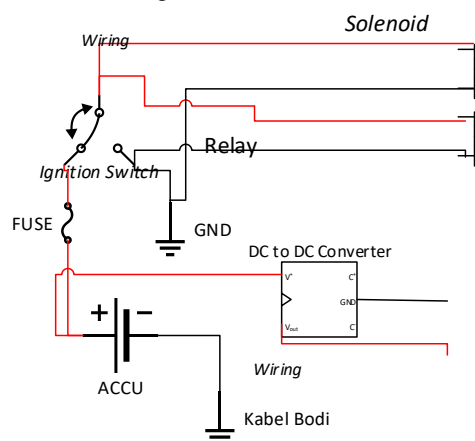 Solenoid
Wiring
Relay
Ignition Switch
FUSE
GND
DC to DC Converter
V+ C+
GND
Vout C
+ -
ACCU
Wiring
Kabel Bodi